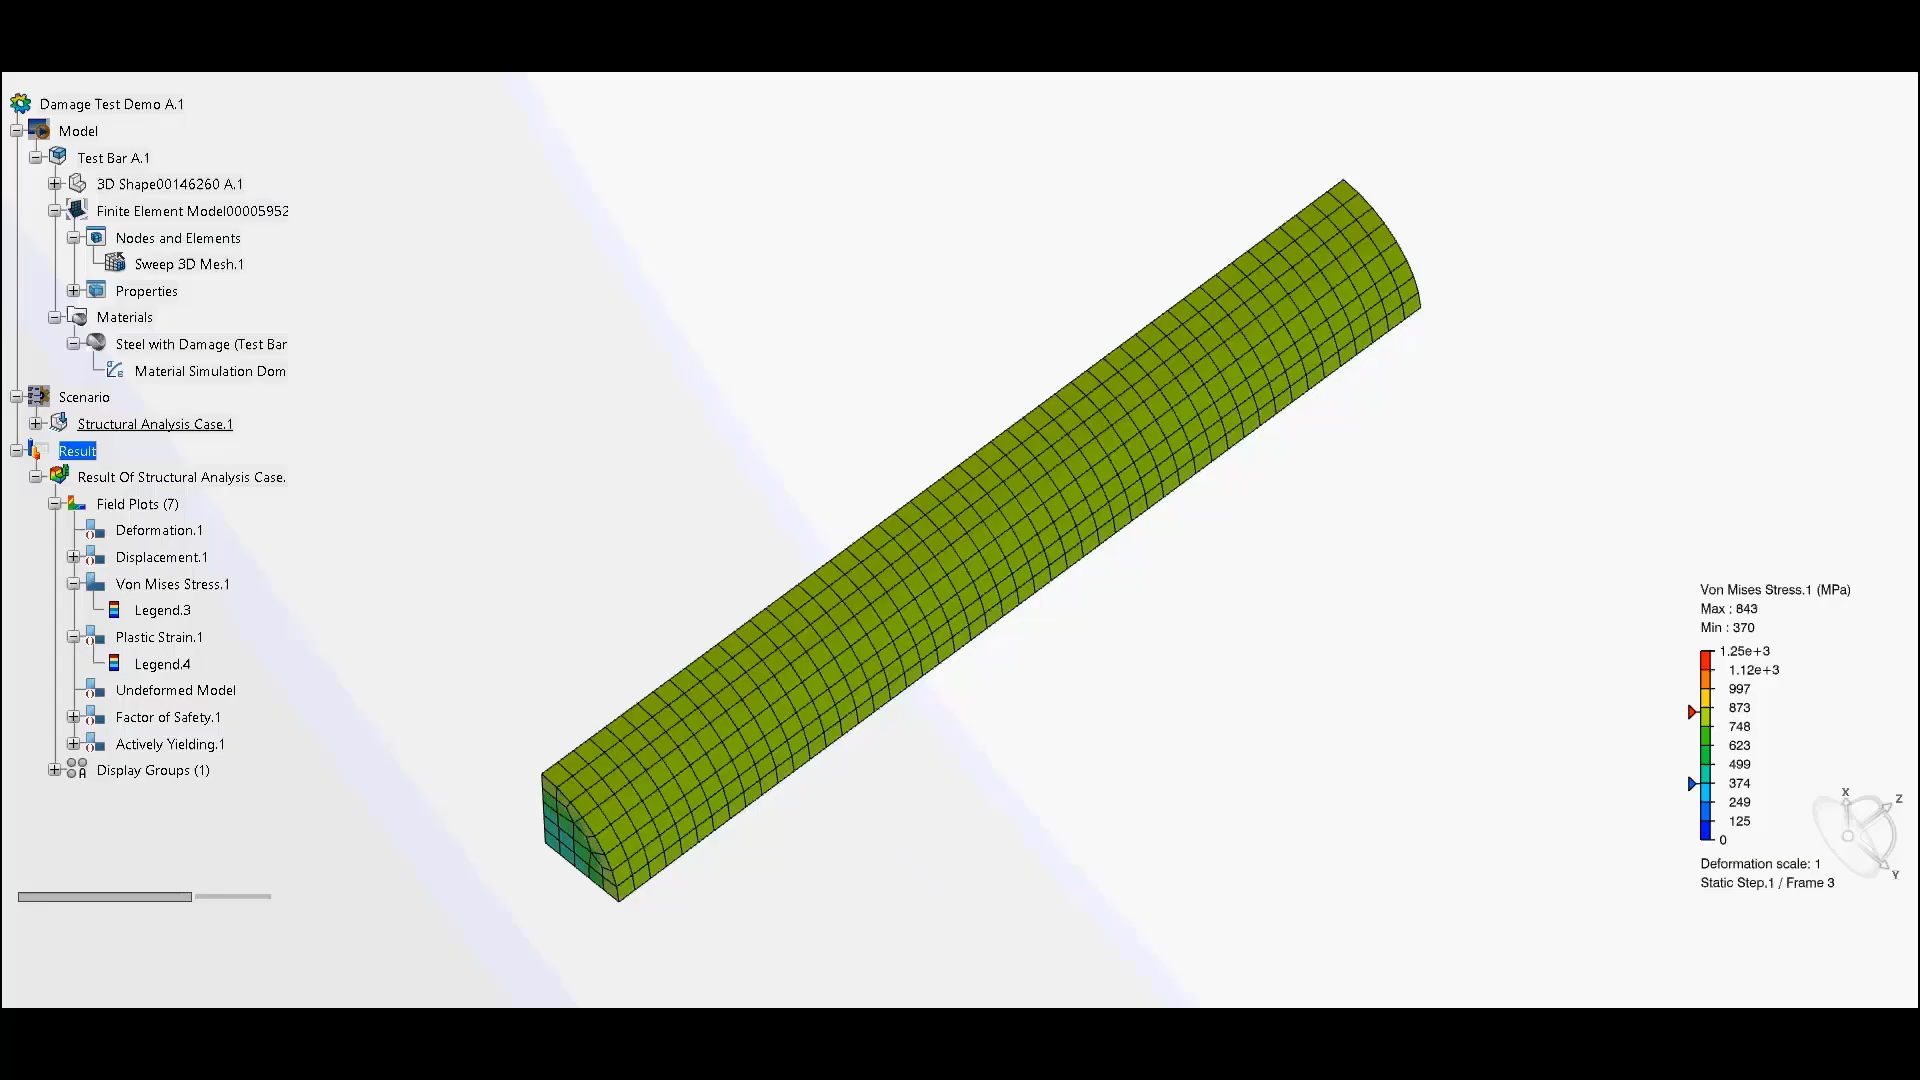 Damage Test Demo A.1
Model
Test Bar A.1
3D Shape00146260 A.1
Finite Element Model00005952
Nodes and Elements
Sweep 3D Mesh.1
Properties
Materials
Steel with Damage (Test Bar
Material Simulation Dom
Scenario
Structural Analysis Case.1
Result
Result Of Structural Analysis Case.
Field Plots (7)
Deformation.1
Displacement.1
Von Mises Stress.1
Legend.3
Plastic Strain.1
Legend.4
Undeformed Model
Factor of Safety.1
Actively Yielding.1
Display Groups (1)
Von Mises Stress.1 (MPa)
Max : 843
Min : 370
1.25e+3
1.12e+3
997
873
748
623
499
374
249
125
0
Deformation scale: 1
Static Step.1 / Frame 3
X
Z
Y